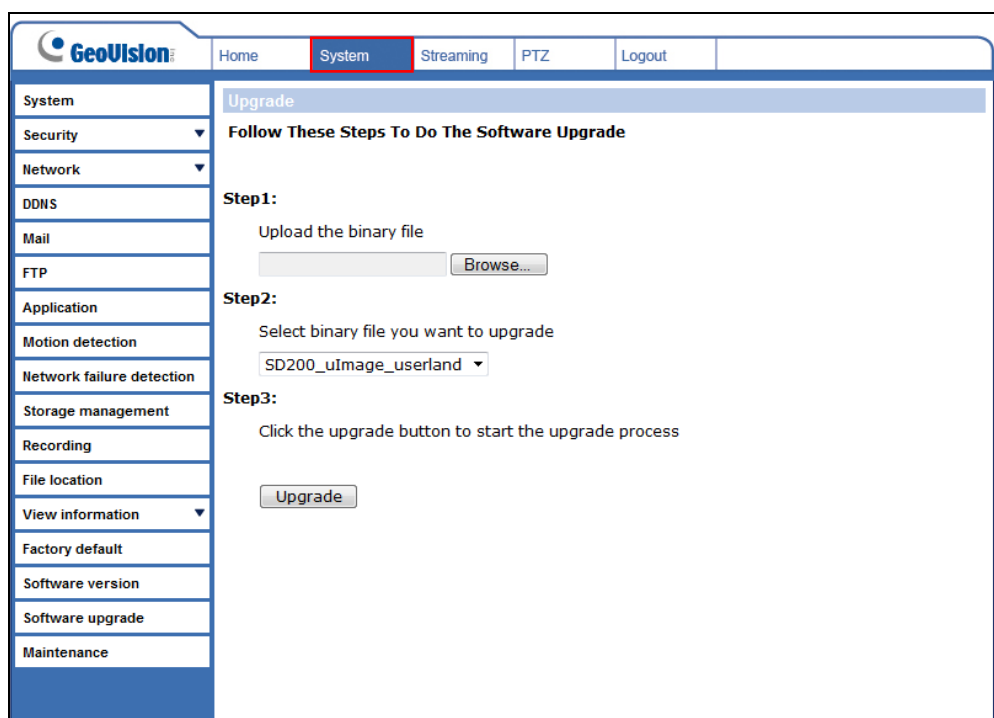 GeoVision Inc
Home System Streaming PTZ Logout
System
Security
Network
DDNS
Mail
FTP
Application
Motion detection
Network failure detection
Storage management
Recording
File location
View information
Factory default
Software version
Software upgrade
Maintenance
Upgrade
Follow These Steps To Do The Software Upgrade
Step1:
Upload the binary file
Browse...
Step2:
Select binary file you want to upgrade
SD200_uImage_userland
Step3:
Click the upgrade button to start the upgrade process
Upgrade